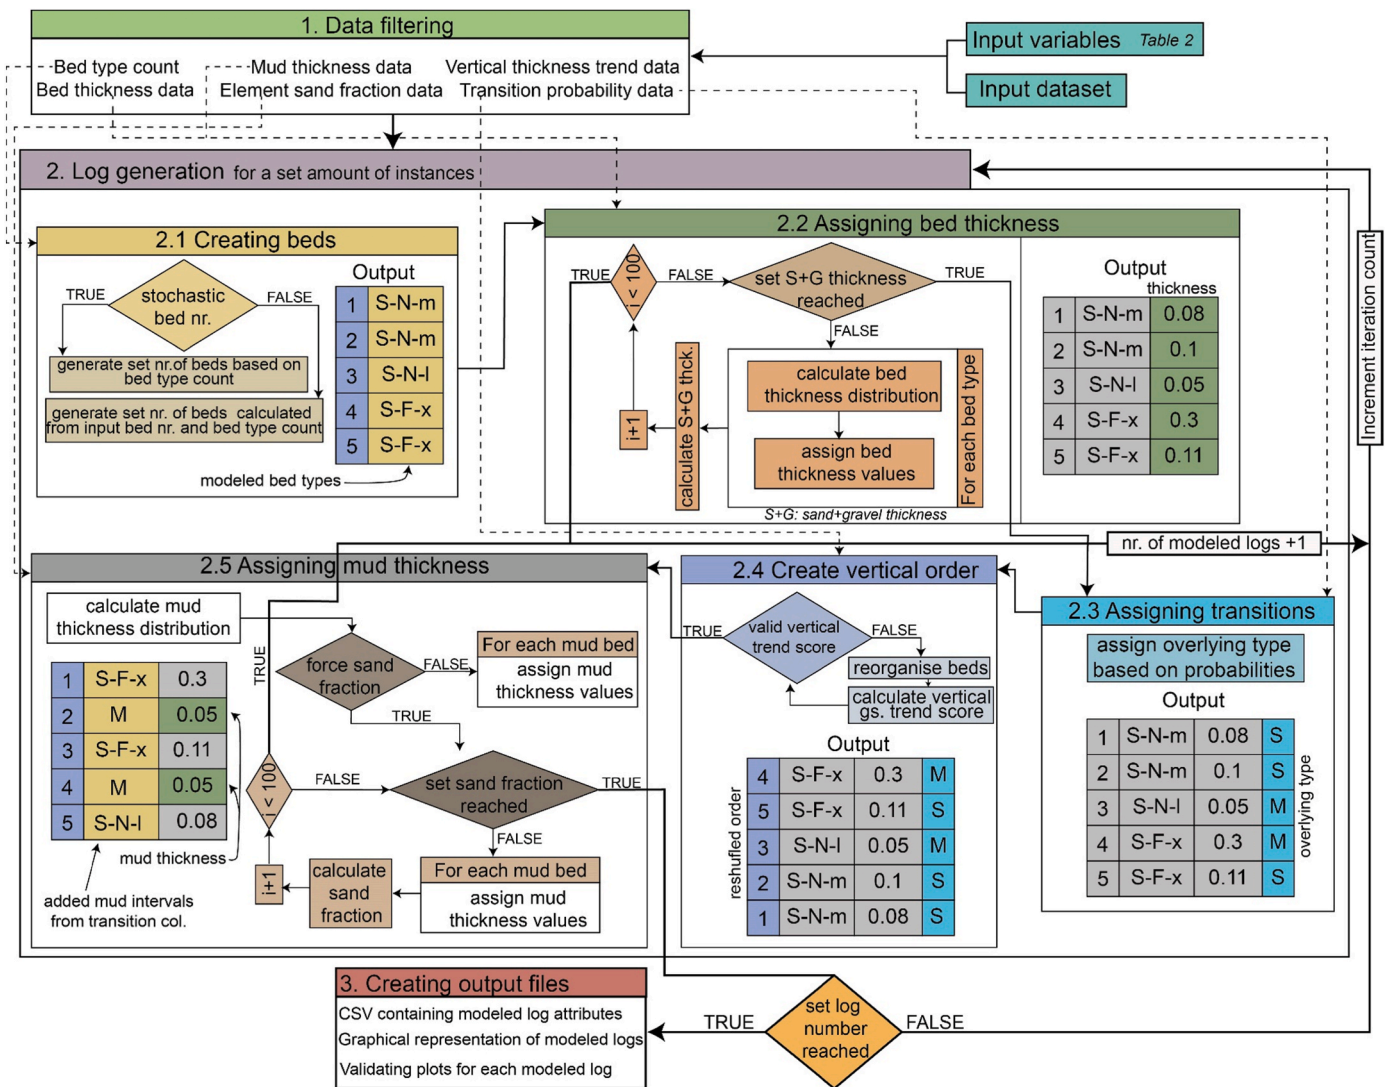 1. Data filtering
Bed type count
Mud thickness data
Vertical thickness trend data
Bed thickness data
Element sand fraction data
Transition probability data
Input variables Table 2
Input dataset
2. Log generation for a set amount of instances
2.1 Creating beds
stochastic
bed nr.
TRUE
FALSE
generate set nr.of beds based on
bed type count
generate set nr. of beds calculated
from input bed nr. and bed type count
Output
1 S-N-m
2 S-N-m
3 S-N-l
4 S-F-x
5 S-F-x
modeled bed types
2.2 Assigning bed thickness
TRUE
i < 100
FALSE
set S+G thickness
reached
TRUE
FALSE
calculate bed
thickness distribution
assign bed
thickness values
For each bed type
calculate S+G thck.
i+1
S+G: sand+gravel thickness
Output
thickness
1 S-N-m 0.08
2 S-N-m 0.1
3 S-N-l 0.05
4 S-F-x 0.3
5 S-F-x 0.11
Increment iteration count
nr. of modeled logs +1
2.3 Assigning transitions
assign overlying type
based on probabilities
Output
1 S-N-m 0.08 S
2 S-N-m 0.1 S
3 S-N-l 0.05 M
4 S-F-x 0.3 M
5 S-F-x 0.11 S
overlying type
2.4 Create vertical order
TRUE
valid vertical
trend score
FALSE
reorganise beds
calculate vertical
gs. trend score
Output
4 S-F-x 0.3 M
5 S-F-x 0.11 S
3 S-N-l 0.05 M
2 S-N-m 0.1 S
1 S-N-m 0.08 S
reshufled order
2.5 Assigning mud thickness
calculate mud
thickness distribution
force sand
fraction
FALSE
For each mud bed
assign mud
thickness values
TRUE
TRUE
i < 100
FALSE
set sand fraction
reached
TRUE
FALSE
For each mud bed
assign mud
thickness values
calculate
sand
fraction
i+1
1 S-F-x 0.3
2 M 0.05
3 S-F-x 0.11
4 M 0.05
5 S-N-l 0.08
mud thickness
added mud intervals
from transition col.
3. Creating output files
CSV containing modeled log attributes
Graphical representation of modeled logs
Validating plots for each modeled log
TRUE
set log
number
reached
FALSE